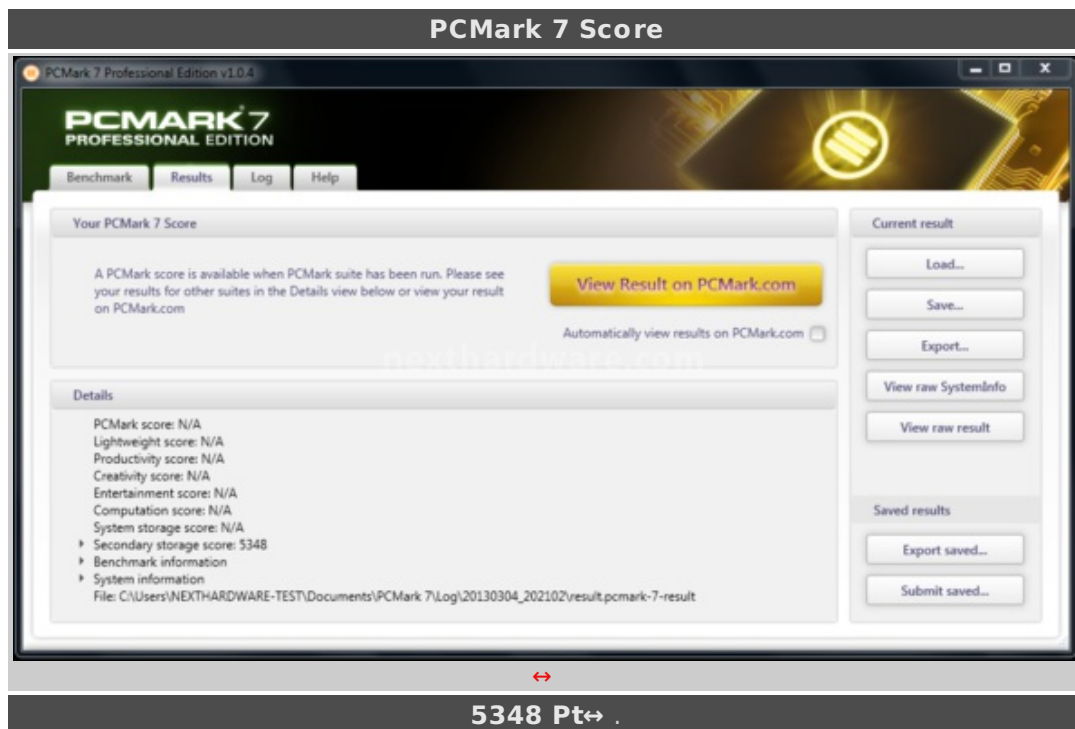 PCMark 7 Score
PCMark 7 Professional Edition v1.0.4
PCMARK 7
PROFESSIONAL EDITION
Benchmark
Results
Log
Help
Your PCMark 7 Score
A PCMark score is available when PCMark suite has been run. Please see
your results for other suites in the Details view below or view your result
on PCMark.com
View Result on PCMark.com
Automatically view results on PCMark.com
nexthardware.com
Details
PCMark score: N/A
Lightweight score: N/A
Productivity score: N/A
Creativity score: N/A
Entertainment score: N/A
Computation score: N/A
System storage score: N/A
Secondary storage score: 5348
Benchmark information
System information
File: C:\Users\NEXTHARDWARE-TEST\Documents\PCMark 7\Log\20130304_202102\result.pcmark-7-result
Current result
Load...
Save...
Export...
View raw SystemInfo
View raw result
Saved results
Export saved...
Submit saved...
↔
5348 Pt↔ .